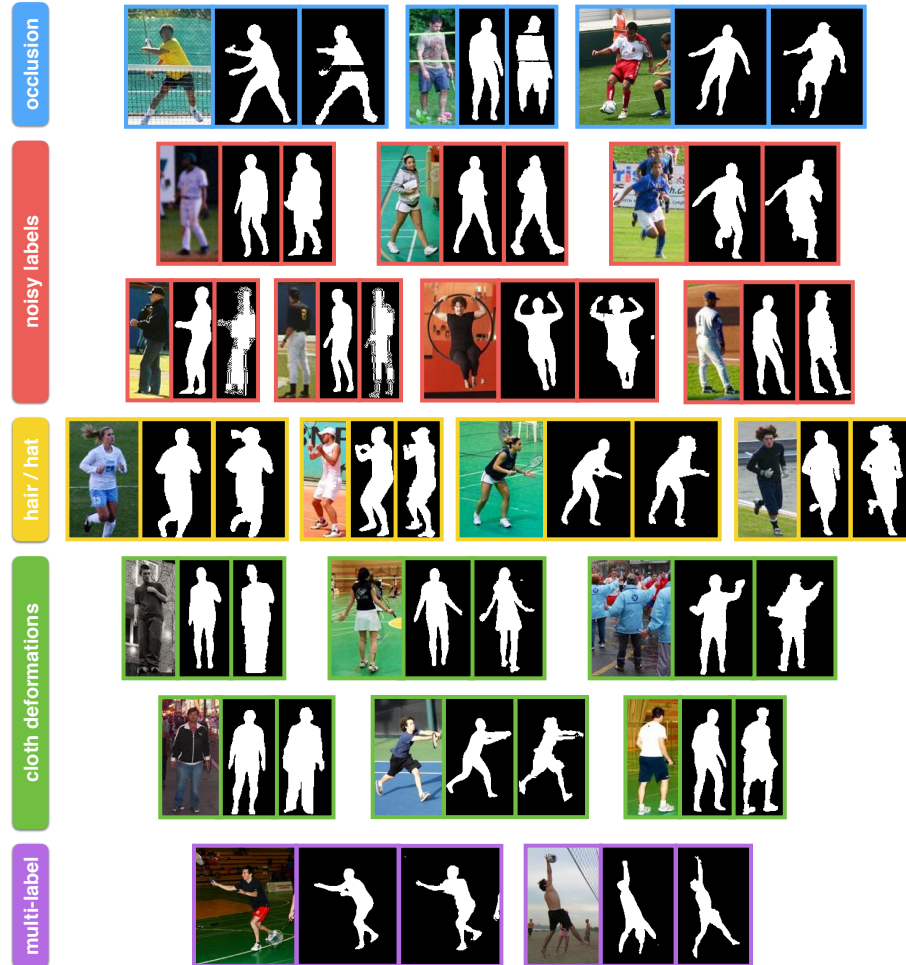 occlusion
noisy labels
hair / hat
cloth deformations
multi-label